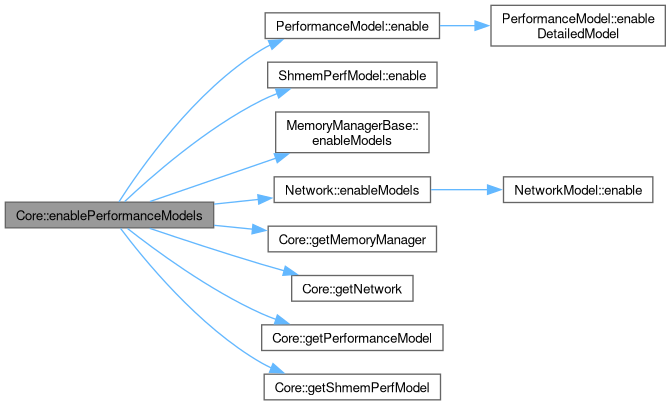 PerformanceModel::enable
PerformanceModel::enable
DetailedModel
ShmemPerfModel::enable
MemoryManagerBase::
enableModels
Network::enableModels
NetworkModel::enable
Core::enablePerformanceModels
Core::getMemoryManager
Core::getNetwork
Core::getPerformanceModel
Core::getShmemPerfModel